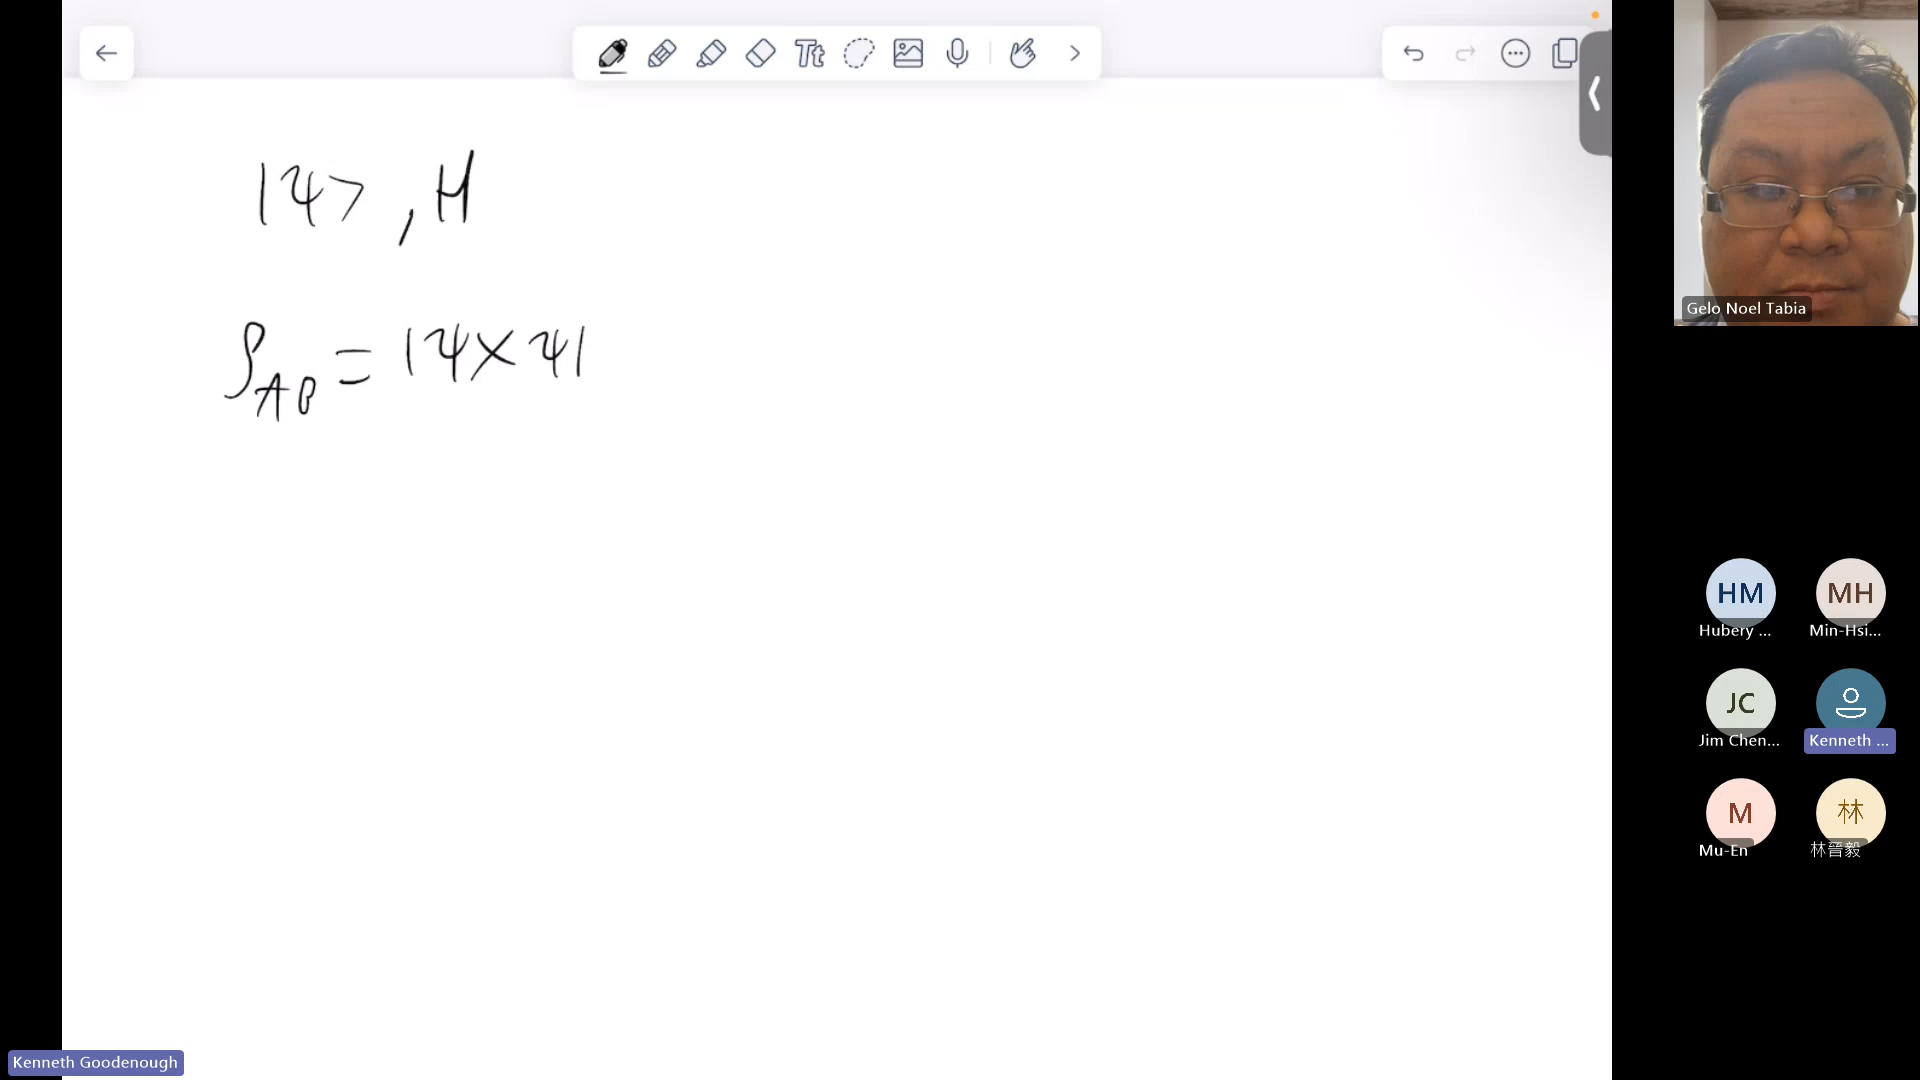 Tt
|ψ> , H
ρ_AB = |ψ><ψ|
Gelo Noel Tabia
HM
MH
Hubery ...
Min-Hsi...
JC
Jim Chen...
Kenneth ...
M
林
Mu-En
林晉毅
Kenneth Goodenough